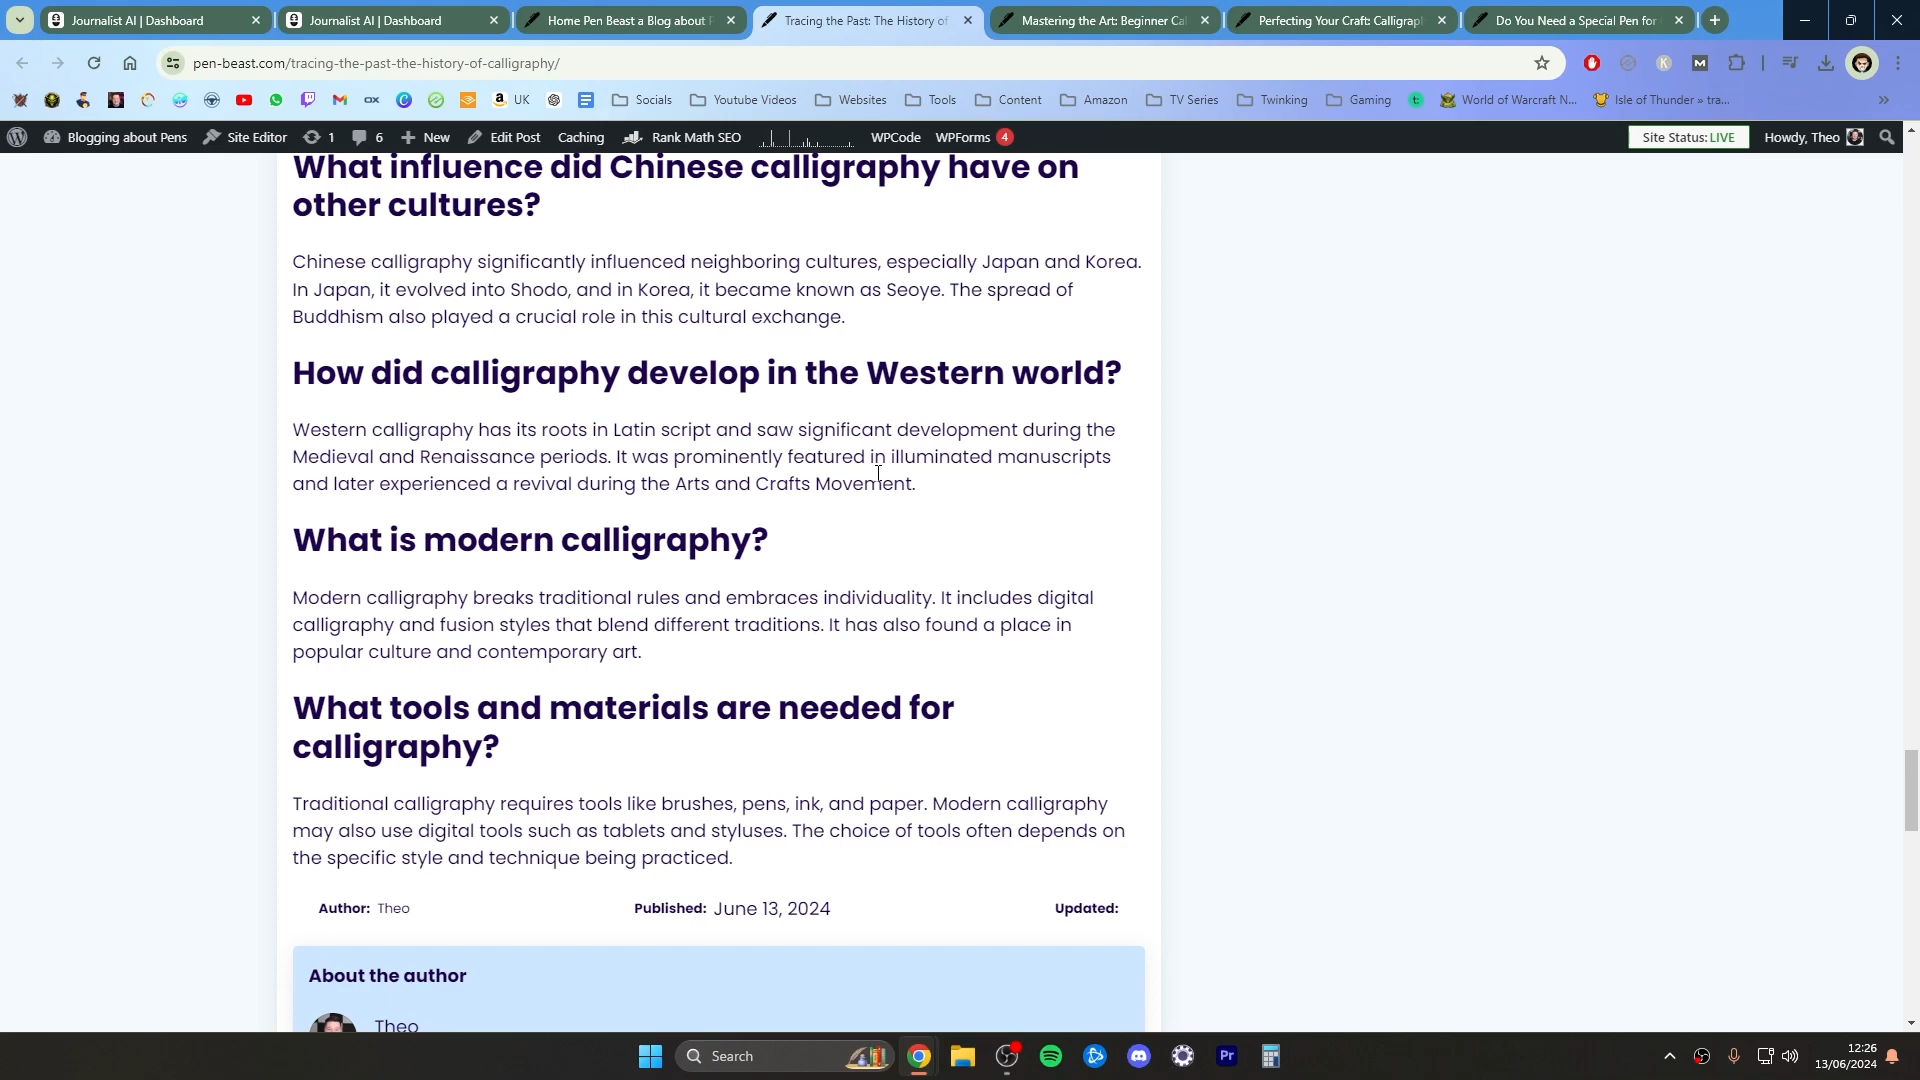 Journalist AI | Dashboard
Journalist AI | Dashboard
Home Pen Beast a Blog about P
Tracing the Past: The History of
Mastering the Art: Beginner Cal
Perfecting Your Craft: Calligraph
Do You Need a Special Pen for
pen-beast.com/tracing-the-past-the-history-of-calligraphy/
UK
Socials
Youtube Videos
Websites
Tools
Content
Amazon
TV Series
Twinking
Gaming
World of Warcraft N...
Isle of Thunder » tra...
Blogging about Pens
Site Editor
1
6
New
Edit Post
Caching
Rank Math SEO
WPCode
WPForms 4
Site Status: LIVE
Howdy, Theo
What influence did Chinese calligraphy have on
other cultures?
Chinese calligraphy significantly influenced neighboring cultures, especially Japan and Korea.
In Japan, it evolved into Shodo, and in Korea, it became known as Seoye. The spread of
Buddhism also played a crucial role in this cultural exchange.
How did calligraphy develop in the Western world?
Western calligraphy has its roots in Latin script and saw significant development during the
Medieval and Renaissance periods. It was prominently featured in illuminated manuscripts
and later experienced a revival during the Arts and Crafts Movement.
What is modern calligraphy?
Modern calligraphy breaks traditional rules and embraces individuality. It includes digital
calligraphy and fusion styles that blend different traditions. It has also found a place in
popular culture and contemporary art.
What tools and materials are needed for
calligraphy?
Traditional calligraphy requires tools like brushes, pens, ink, and paper. Modern calligraphy
may also use digital tools such as tablets and styluses. The choice of tools often depends on
the specific style and technique being practiced.
Author: Theo
Published: June 13, 2024
Updated:
About the author
Theo
Search
12:26
13/06/2024